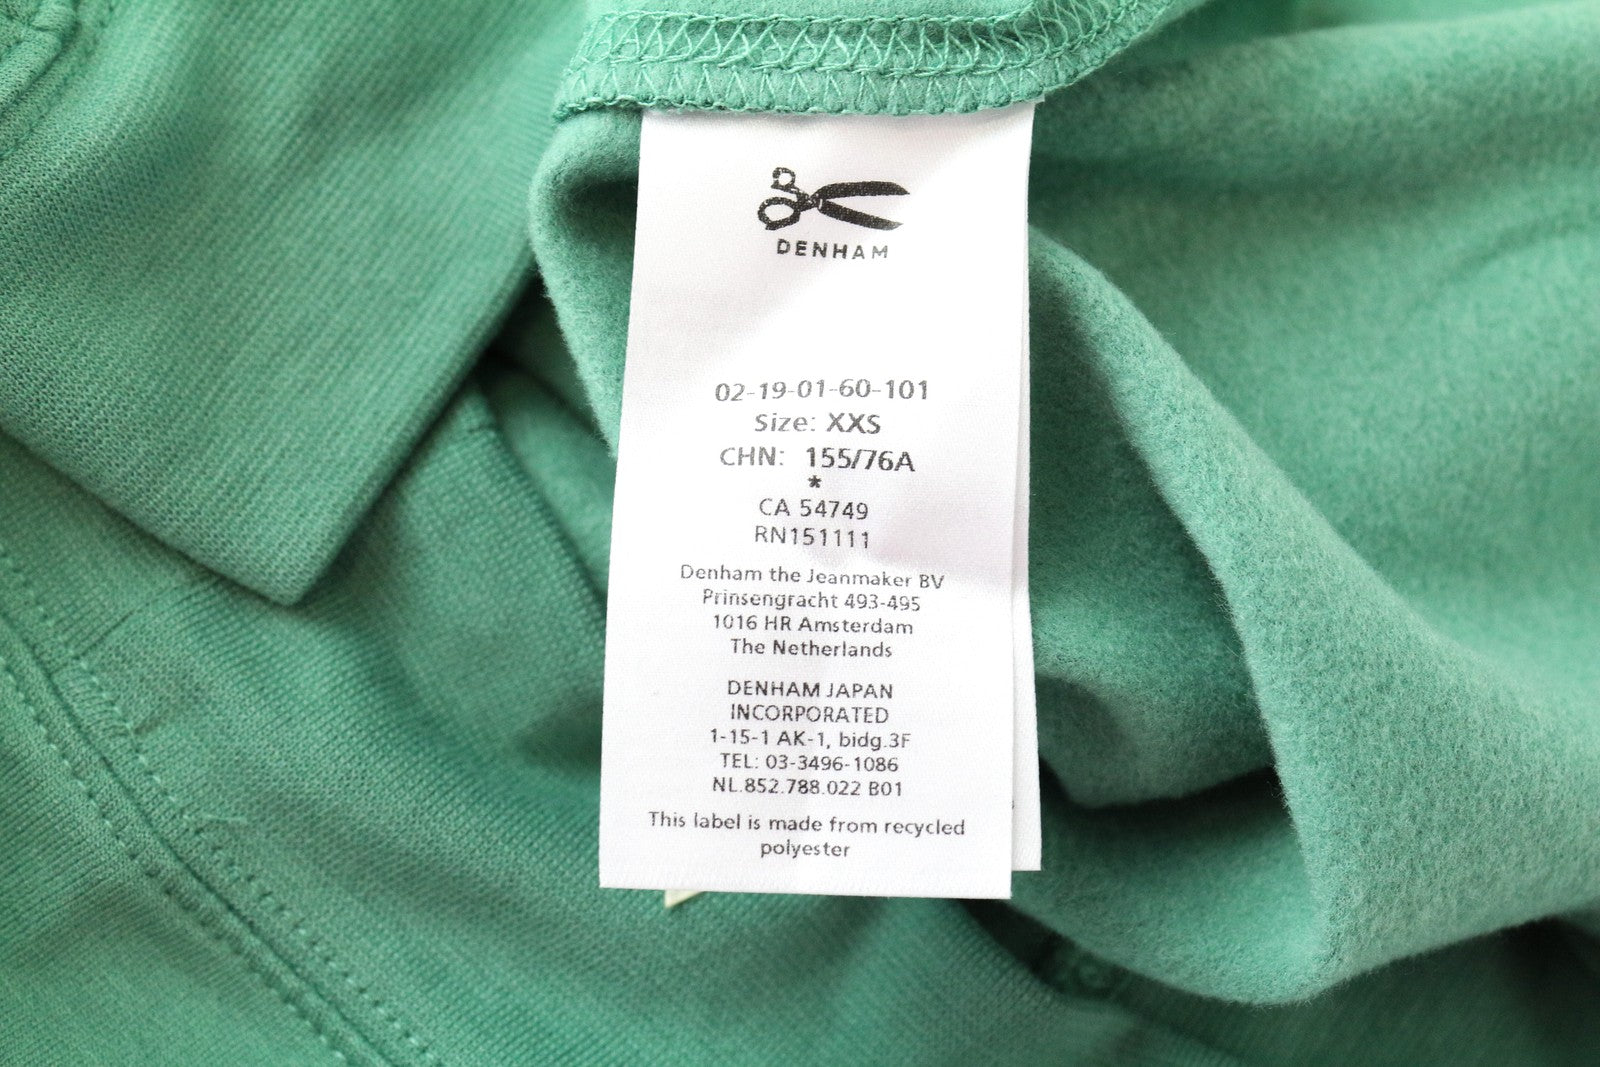 DENHAM
02-19-01-60-101
Size: XXS
CHN: 155/76A
*
CA 54749
RN151111
Denham the Jeanmaker BV
Prinsengracht 493-495
1016 HR Amsterdam
The Netherlands
DENHAM JAPAN
INCORPORATED
1-15-1 AK-1, bidg.3F
TEL: 03-3496-1086
NL.852.788.022 B01
This label is made from recycled
polyester